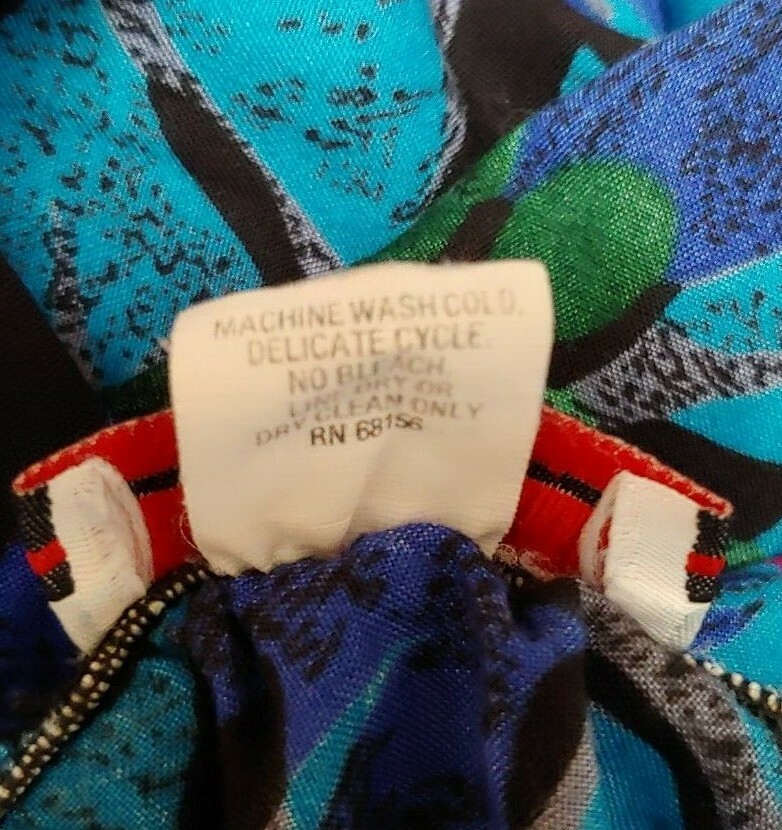 MACHINE WASH COLD.
DELICATE CYCLE.
NO BLEACH.
LINE DRY OR
DRY CLEAN ONLY
RN 68156